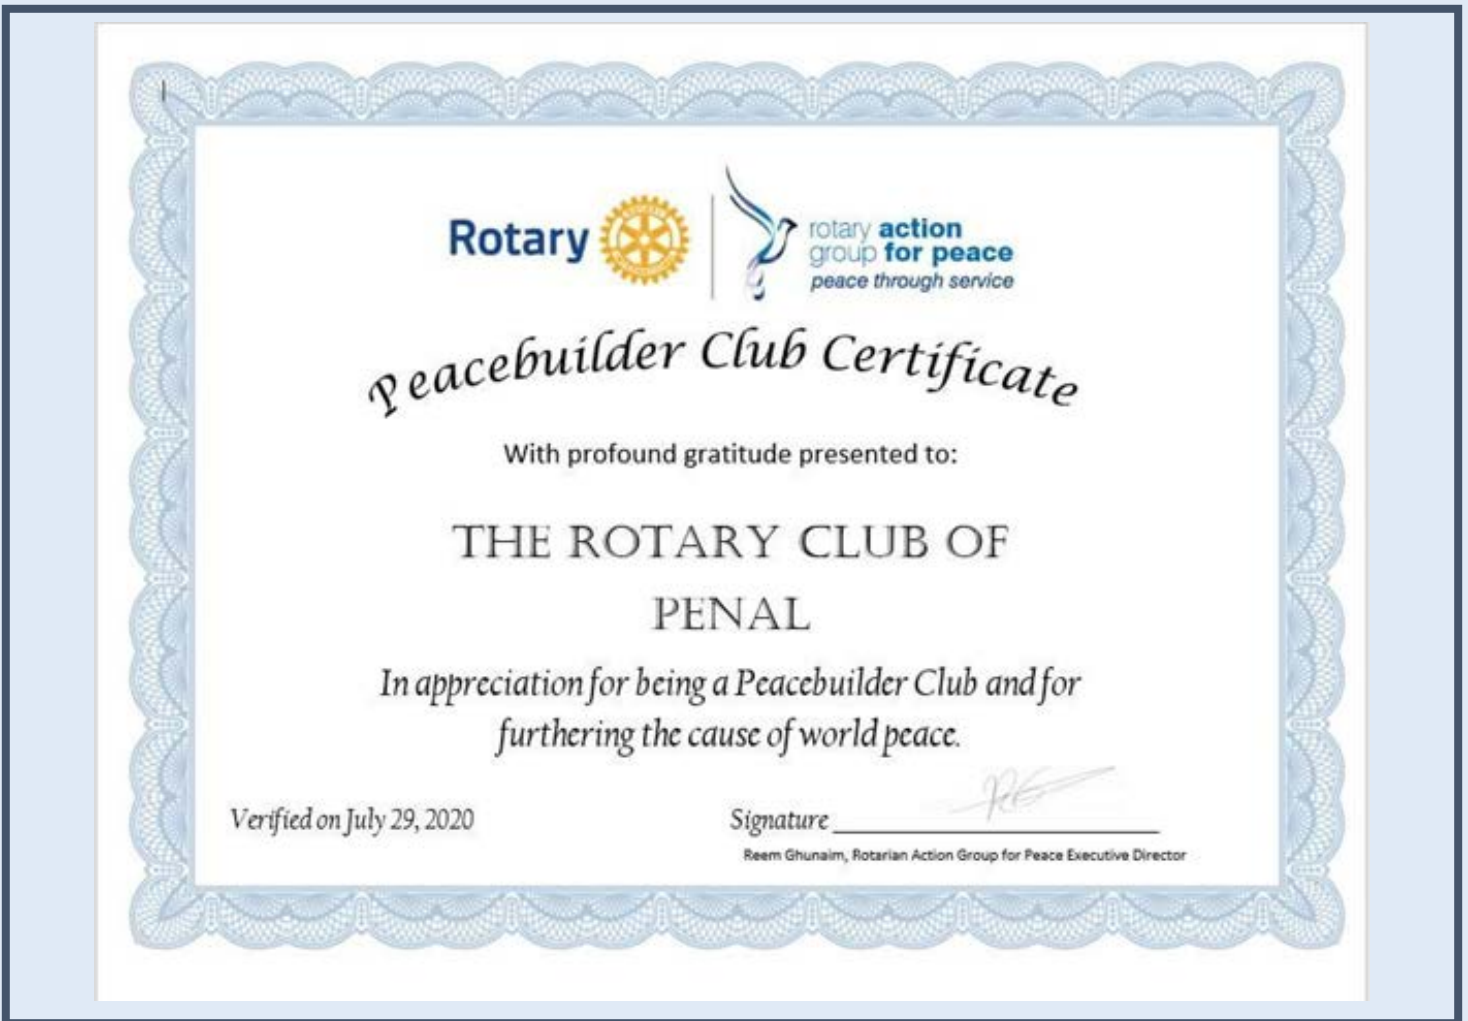 Rotary
rotary action
group for peace
peace through service
Peacebuilder Club Certificate
With profound gratitude presented to:
THE ROTARY CLUB OF
PENAL
In appreciation for being a Peacebuilder Club and for
furthering the cause of world peace.
Verified on July 29, 2020
Signature
Reem Ghunaim, Rotarian Action Group for Peace Executive Director